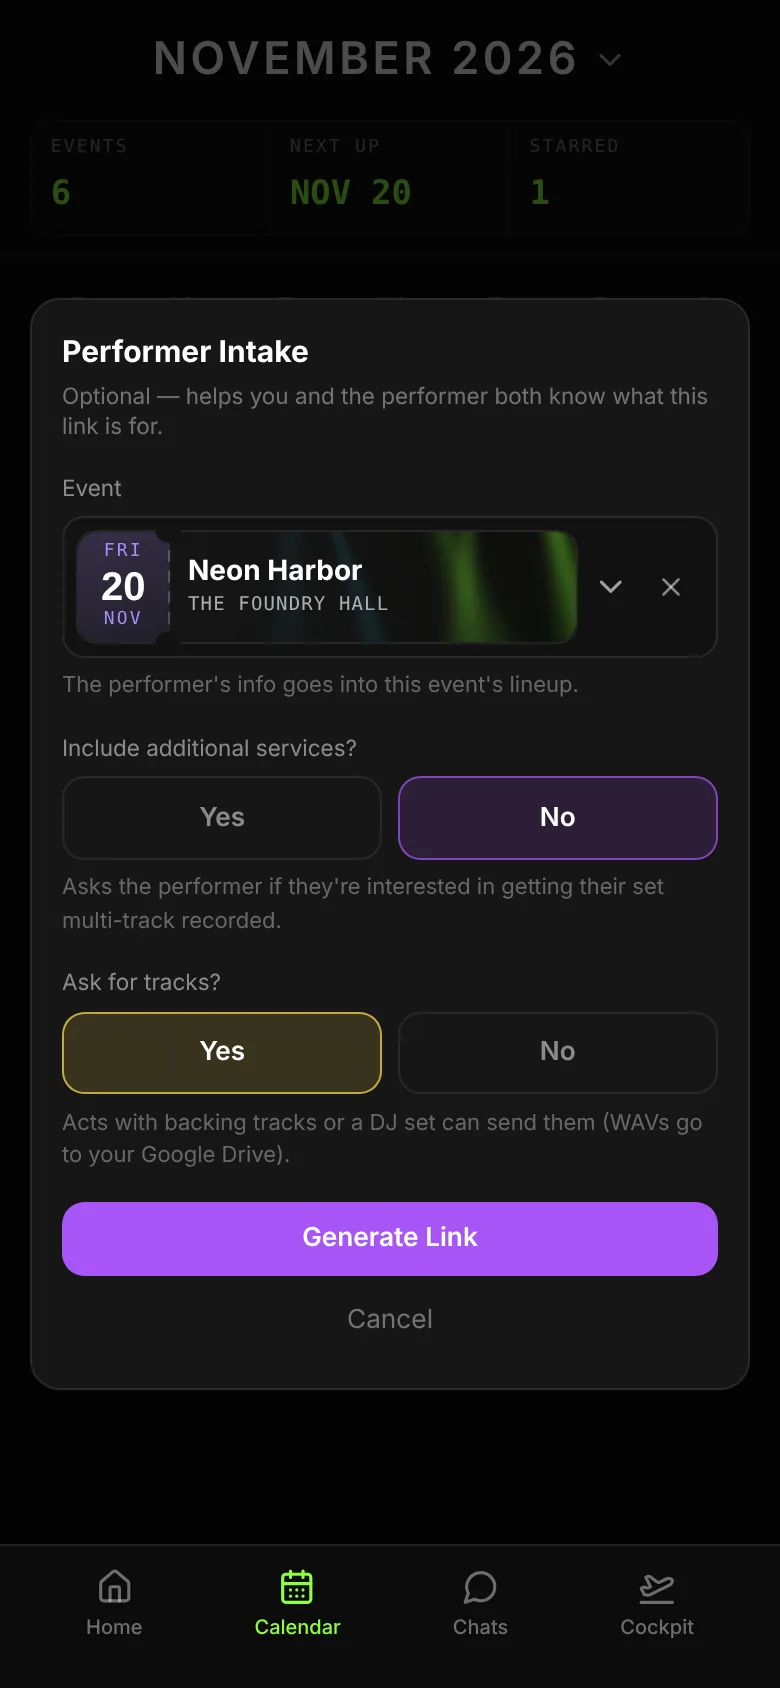 NOVEMBER 2026
EVENTS
NEXT UP
STARRED
6
NOV 20
1
Performer Intake
Optional — helps you and the performer both know what this
link is for.
Event
FRI
20
NOV
Neon Harbor
THE FOUNDRY HALL
The performer's info goes into this event's lineup.
Include additional services?
Yes
No
Asks the performer if they're interested in getting their set
multi-track recorded.
Ask for tracks?
Yes
No
Acts with backing tracks or a DJ set can send them (WAVs go
to your Google Drive).
Generate Link
Cancel
Home
Calendar
Chats
Cockpit